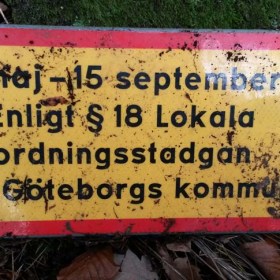 maj - 15 september
Enligt § 18 Lokala
ordningsstadgan
Göteborgs kommu